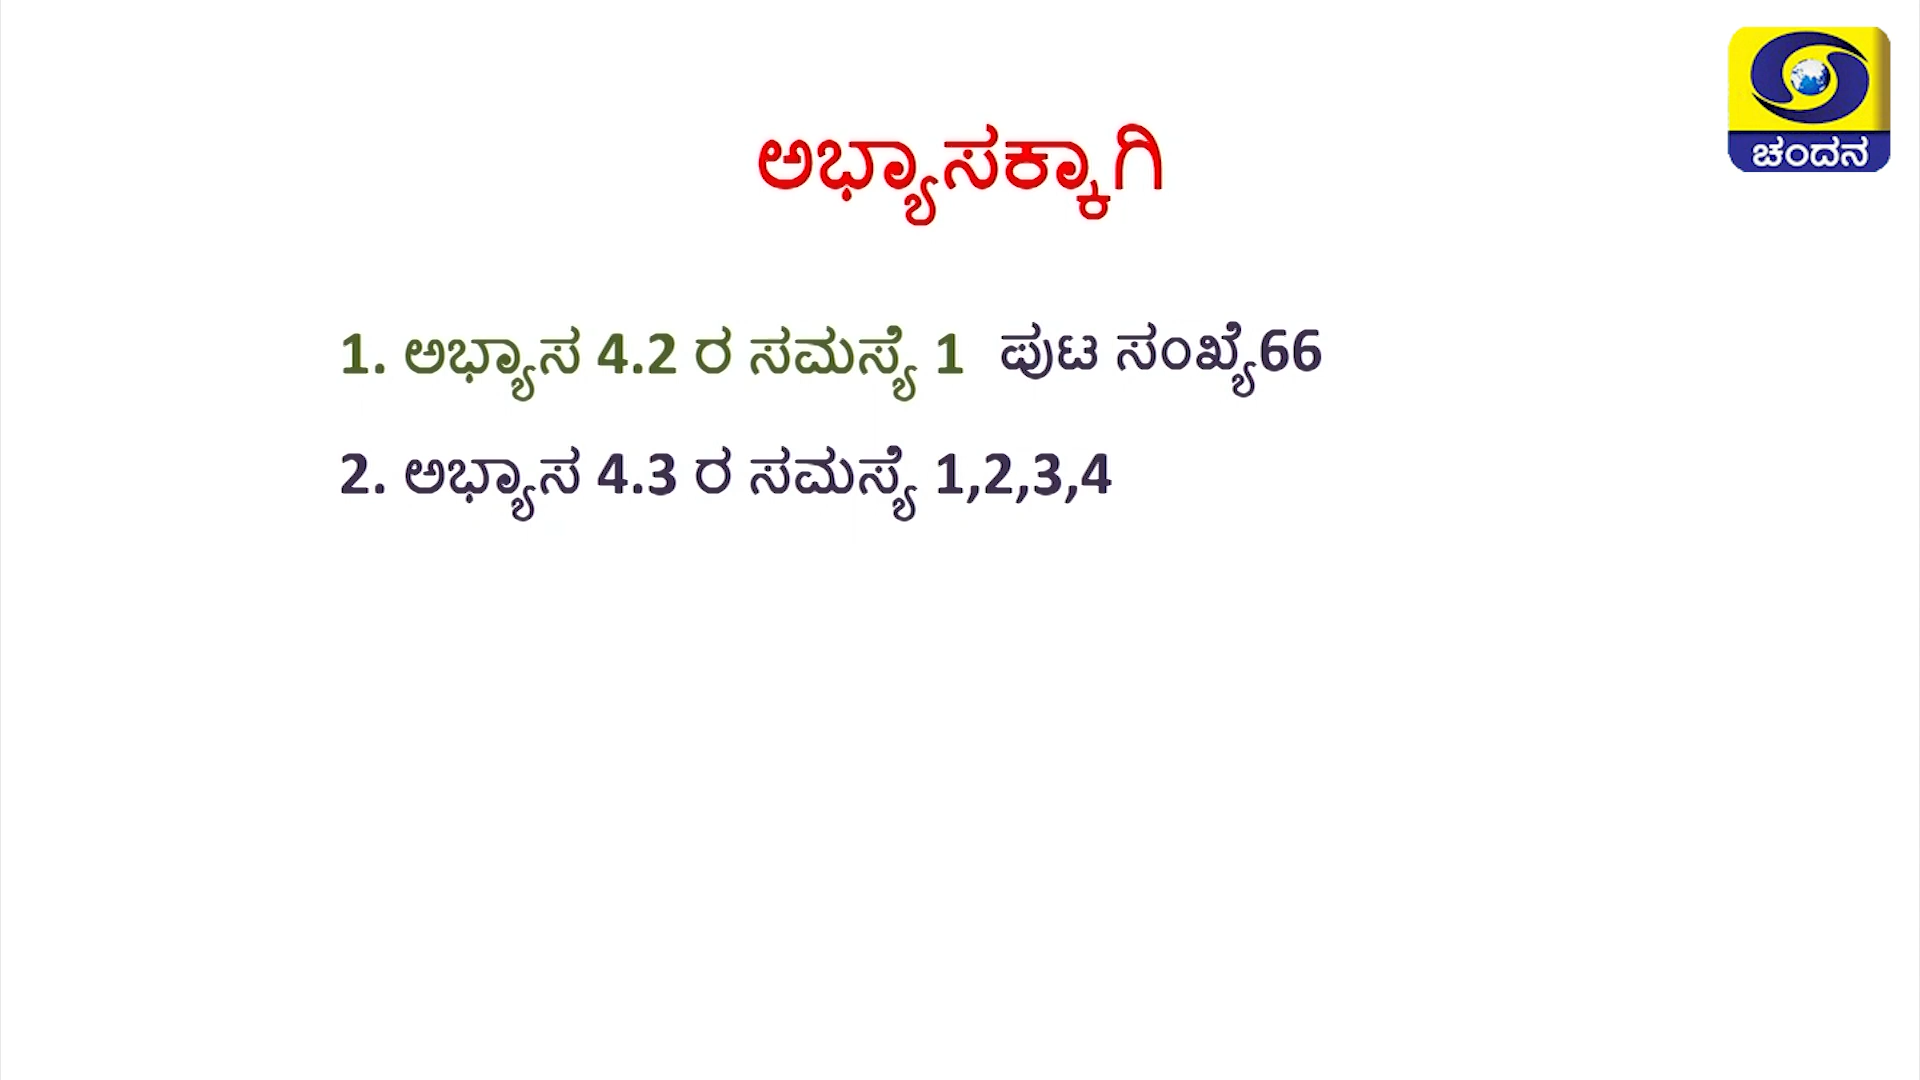 ಚಂದನ
ಅಭ್ಯಾಸಕ್ಕಾಗಿ
1. ಅಭ್ಯಾಸ 4.2 ರ ಸಮಸ್ಯೆ 1 ಪುಟ ಸಂಖ್ಯೆ66
2. ಅಭ್ಯಾಸ 4.3 ರ ಸಮಸ್ಯೆ 1,2,3,4